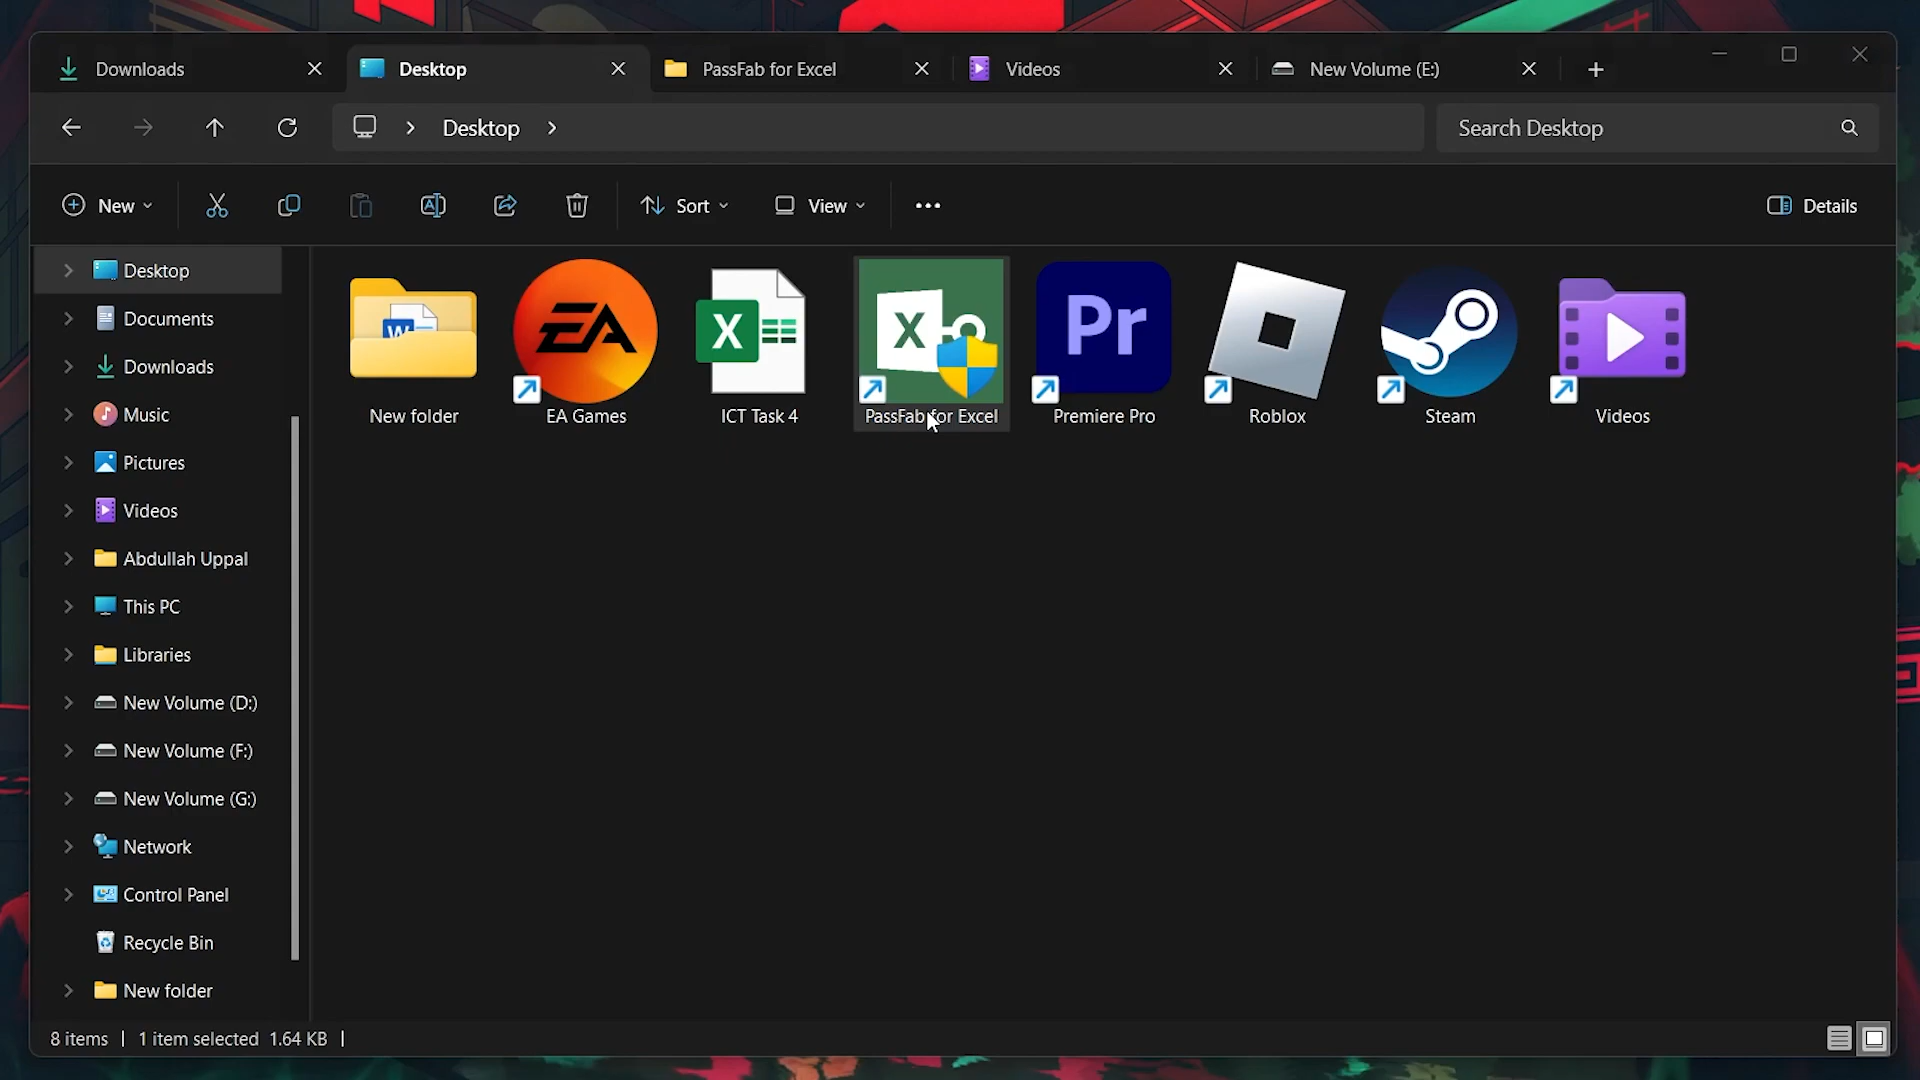 Downloads
Desktop
PassFab for Excel
Videos
New Volume (E:)
Desktop
Search Desktop
New
Sort
View
Details
Desktop
Documents
Downloads
Music
Pictures
Videos
Abdullah Uppal
This PC
Libraries
New Volume (D:)
New Volume (F:)
New Volume (G:)
Network
Control Panel
Recycle Bin
New folder
W
New folder
EA
EA Games
X
ICT Task 4
X
PassFab for Excel
Pr
Premiere Pro
Roblox
Steam
Videos
8 items | 1 item selected 1.64 KB |